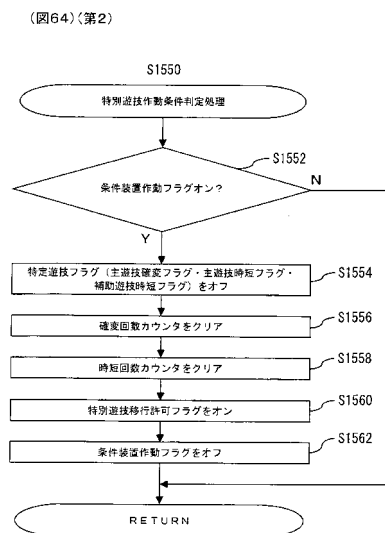 (図64)(第2)
S1550
特別遊技作動条件判定処理
S1552
条件装置作動フラグオン?
N
Y
特定遊技フラグ(主遊技確変フラグ・主遊技時短フラグ・
補助遊技時短フラグ)をオフ
S1554
確変回数カウンタをクリア
S1556
時短回数カウンタをクリア
S1558
特別遊技移行許可フラグをオン
S1560
条件装置作動フラグをオフ
S1562
RETURN